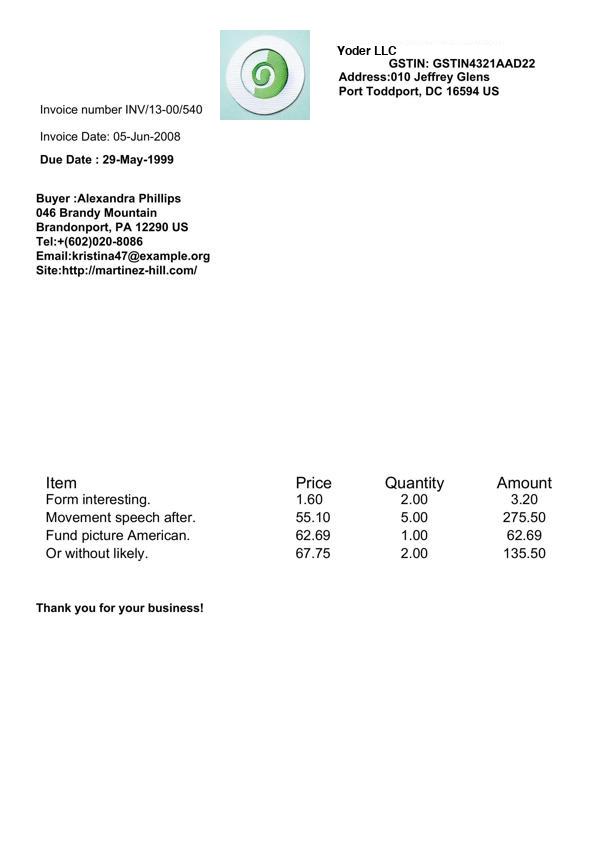 Yoder LLC
GSTIN: GSTIN4321AAD22
Address:010 Jeffrey Glens
Port Toddport, DC 16594 US
Invoice number INV/13-00/540
Invoice Date: 05-Jun-2008
Due Date : 29-May-1999
Buyer :Alexandra Phillips
046 Brandy Mountain
Brandonport, PA 12290 US
Tel:+(602)020-8086
Email:kristina47@example.org
Site:http://martinez-hill.com/
Item Price Quantity Amount
Form interesting. 1.60 2.00 3.20
Movement speech after. 55.10 5.00 275.50
Fund picture American. 62.69 1.00 62.69
Or without likely. 67.75 2.00 135.50
Thank you for your business!